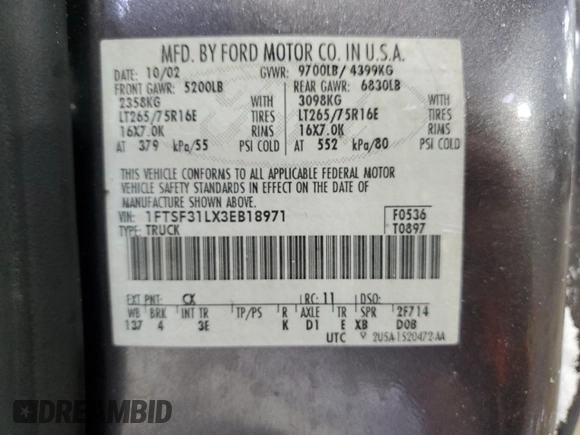 MFD. BY FORD MOTOR CO. IN U.S.A.
DATE: 10/02 GVWR: 9700LB/ 4399KG
FRONT GAWR: 5200LB REAR GAWR: 6830LB
2358KG WITH 3098KG WITH
LT265/75R16E TIRES LT265/75R16E TIRES
16X7.0K RIMS 16X7.0K RIMS
AT 379 kPa/55 PSI COLD AT 552 kPa/80 PSI COLD
THIS VEHICLE CONFORMS TO ALL APPLICABLE FEDERAL MOTOR
VEHICLE SAFETY STANDARDS IN EFFECT ON THE DATE OF
MANUFACTURE SHOWN ABOVE.
VIN: 1FTSF31LX3EB18971 F0536
TYPE: TRUCK T0897
EXT PNT: CX RC: 11 DSO:
WB BRK INT TR TP/PS R AXLE TR SPR 2F714
137 4 3E K D1 E XB D0B
UTC 2USA-1520472-AA
DREAMBID